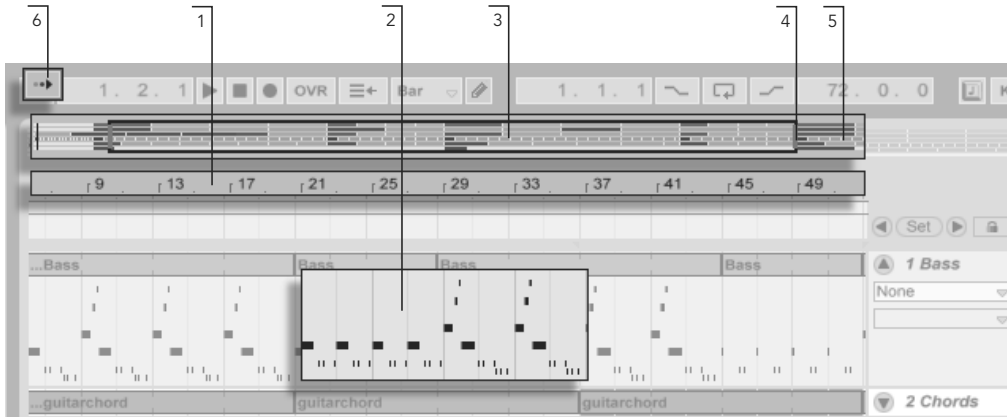 6 1 2 3 4 5
1 . 2 . 1 OVR Bar 1 . 1 . 1 72 . 0 . 0 K
9 13 17 21 25 29 33 37 41 45 49
Set
...Bass Bass Bass Bass 1 Bass
None
...guitarchord guitarchord guitarchord 2 Chords